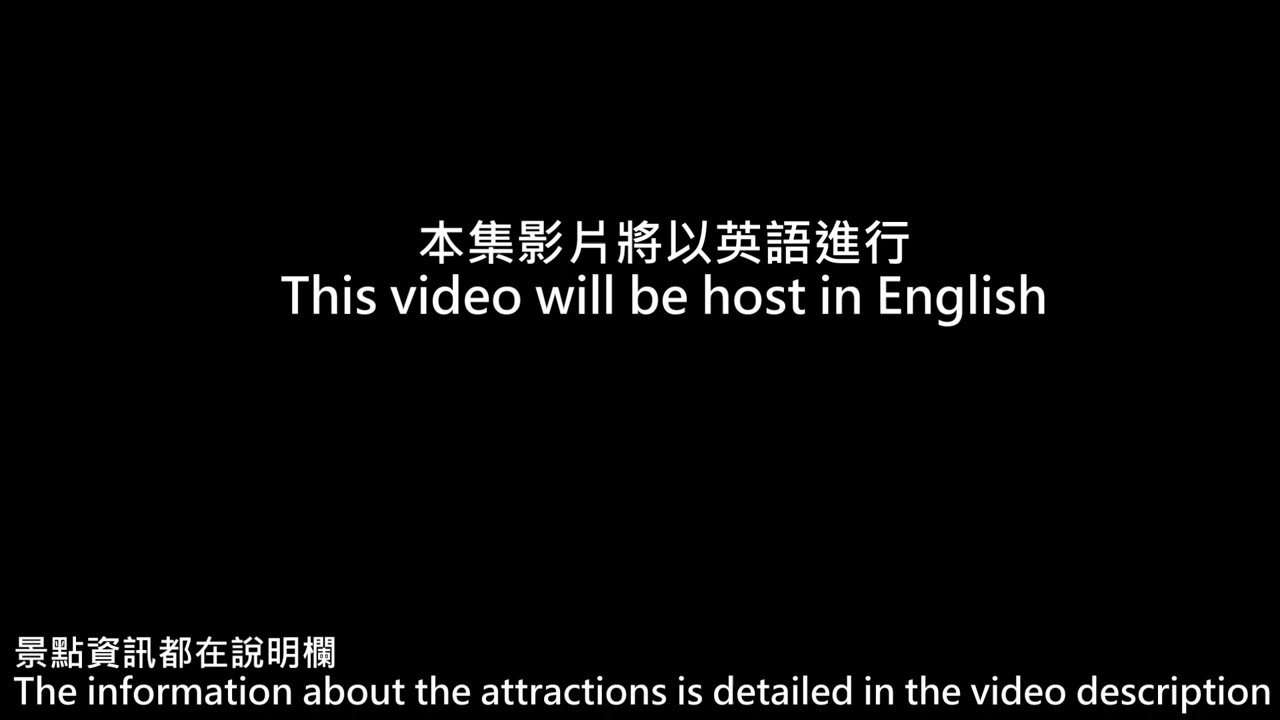 本集影片將以英語進行
This video will be host in English
景點資訊都在說明欄
The information about the attractions is detailed in the video description